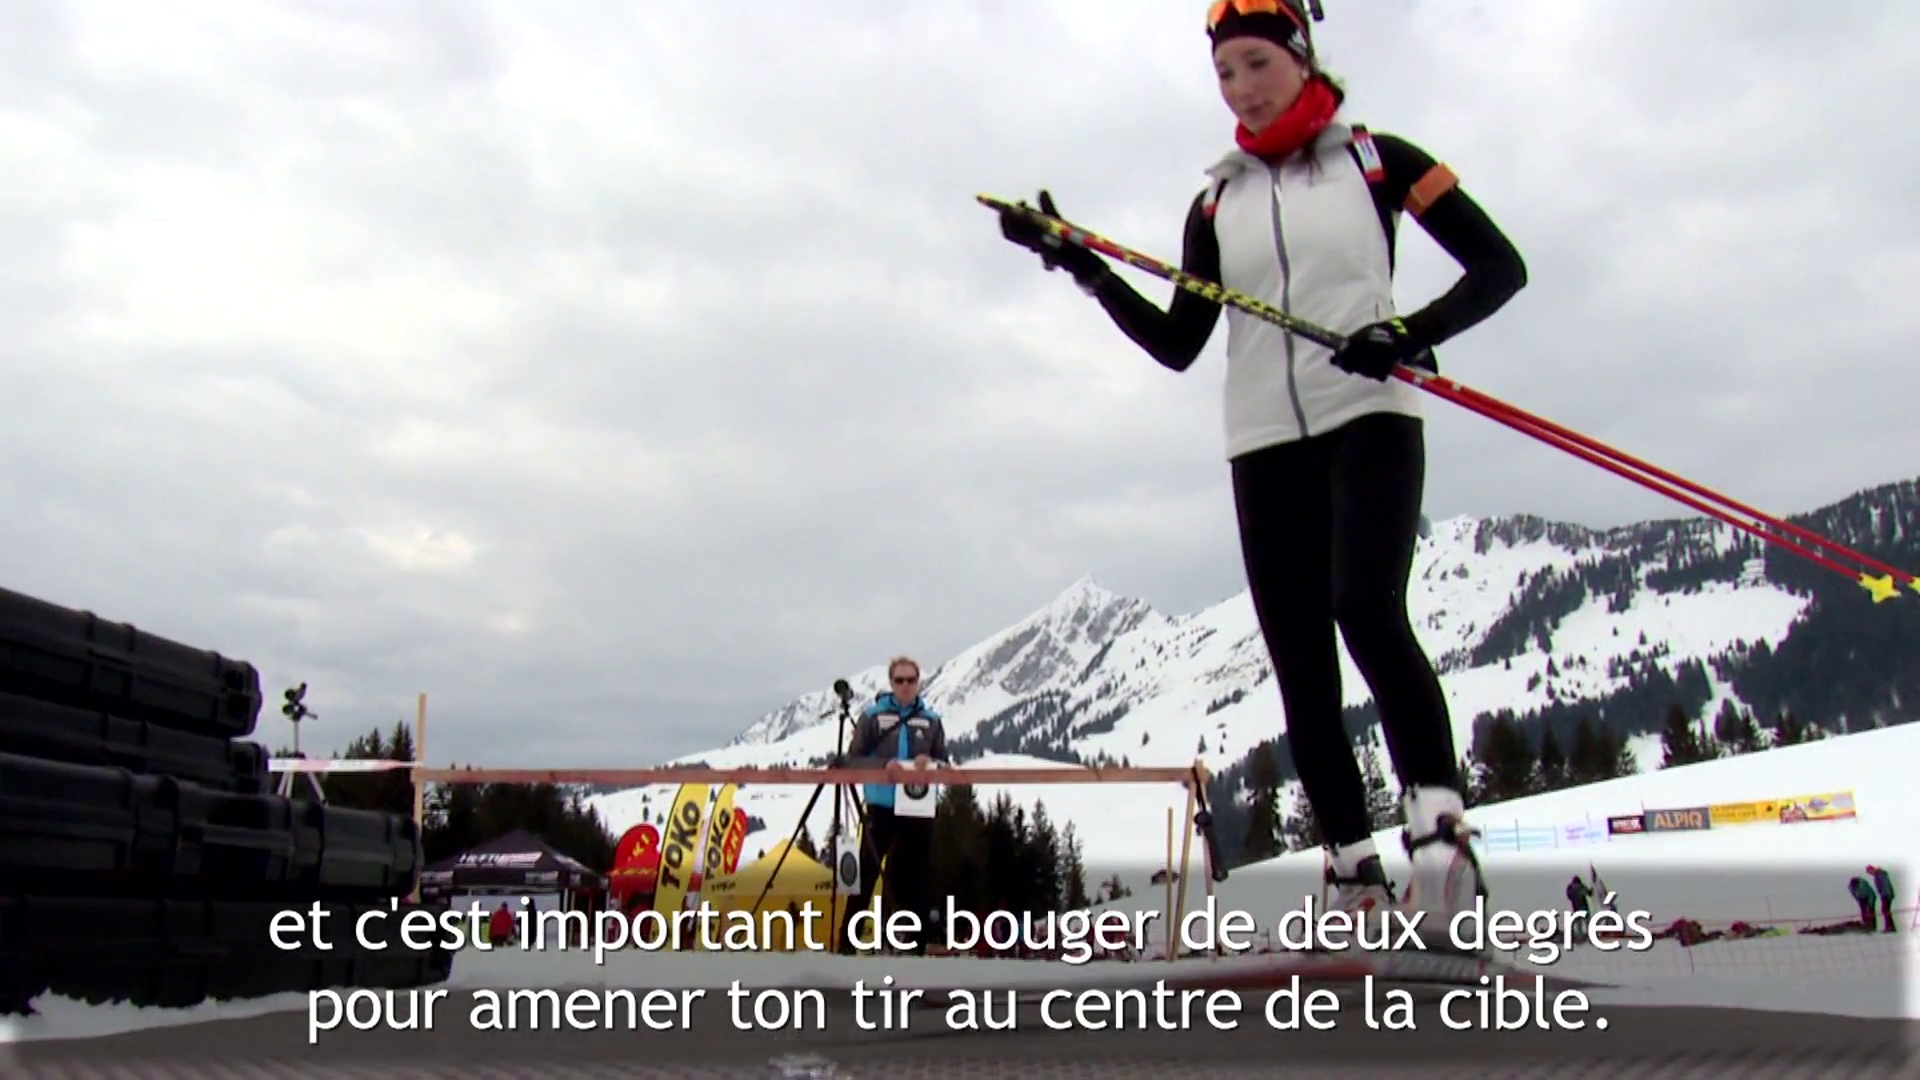 TOKO
TOKO
ALPIQ
et c'est important de bouger de deux degrés
pour amener ton tir au centre de la cible.